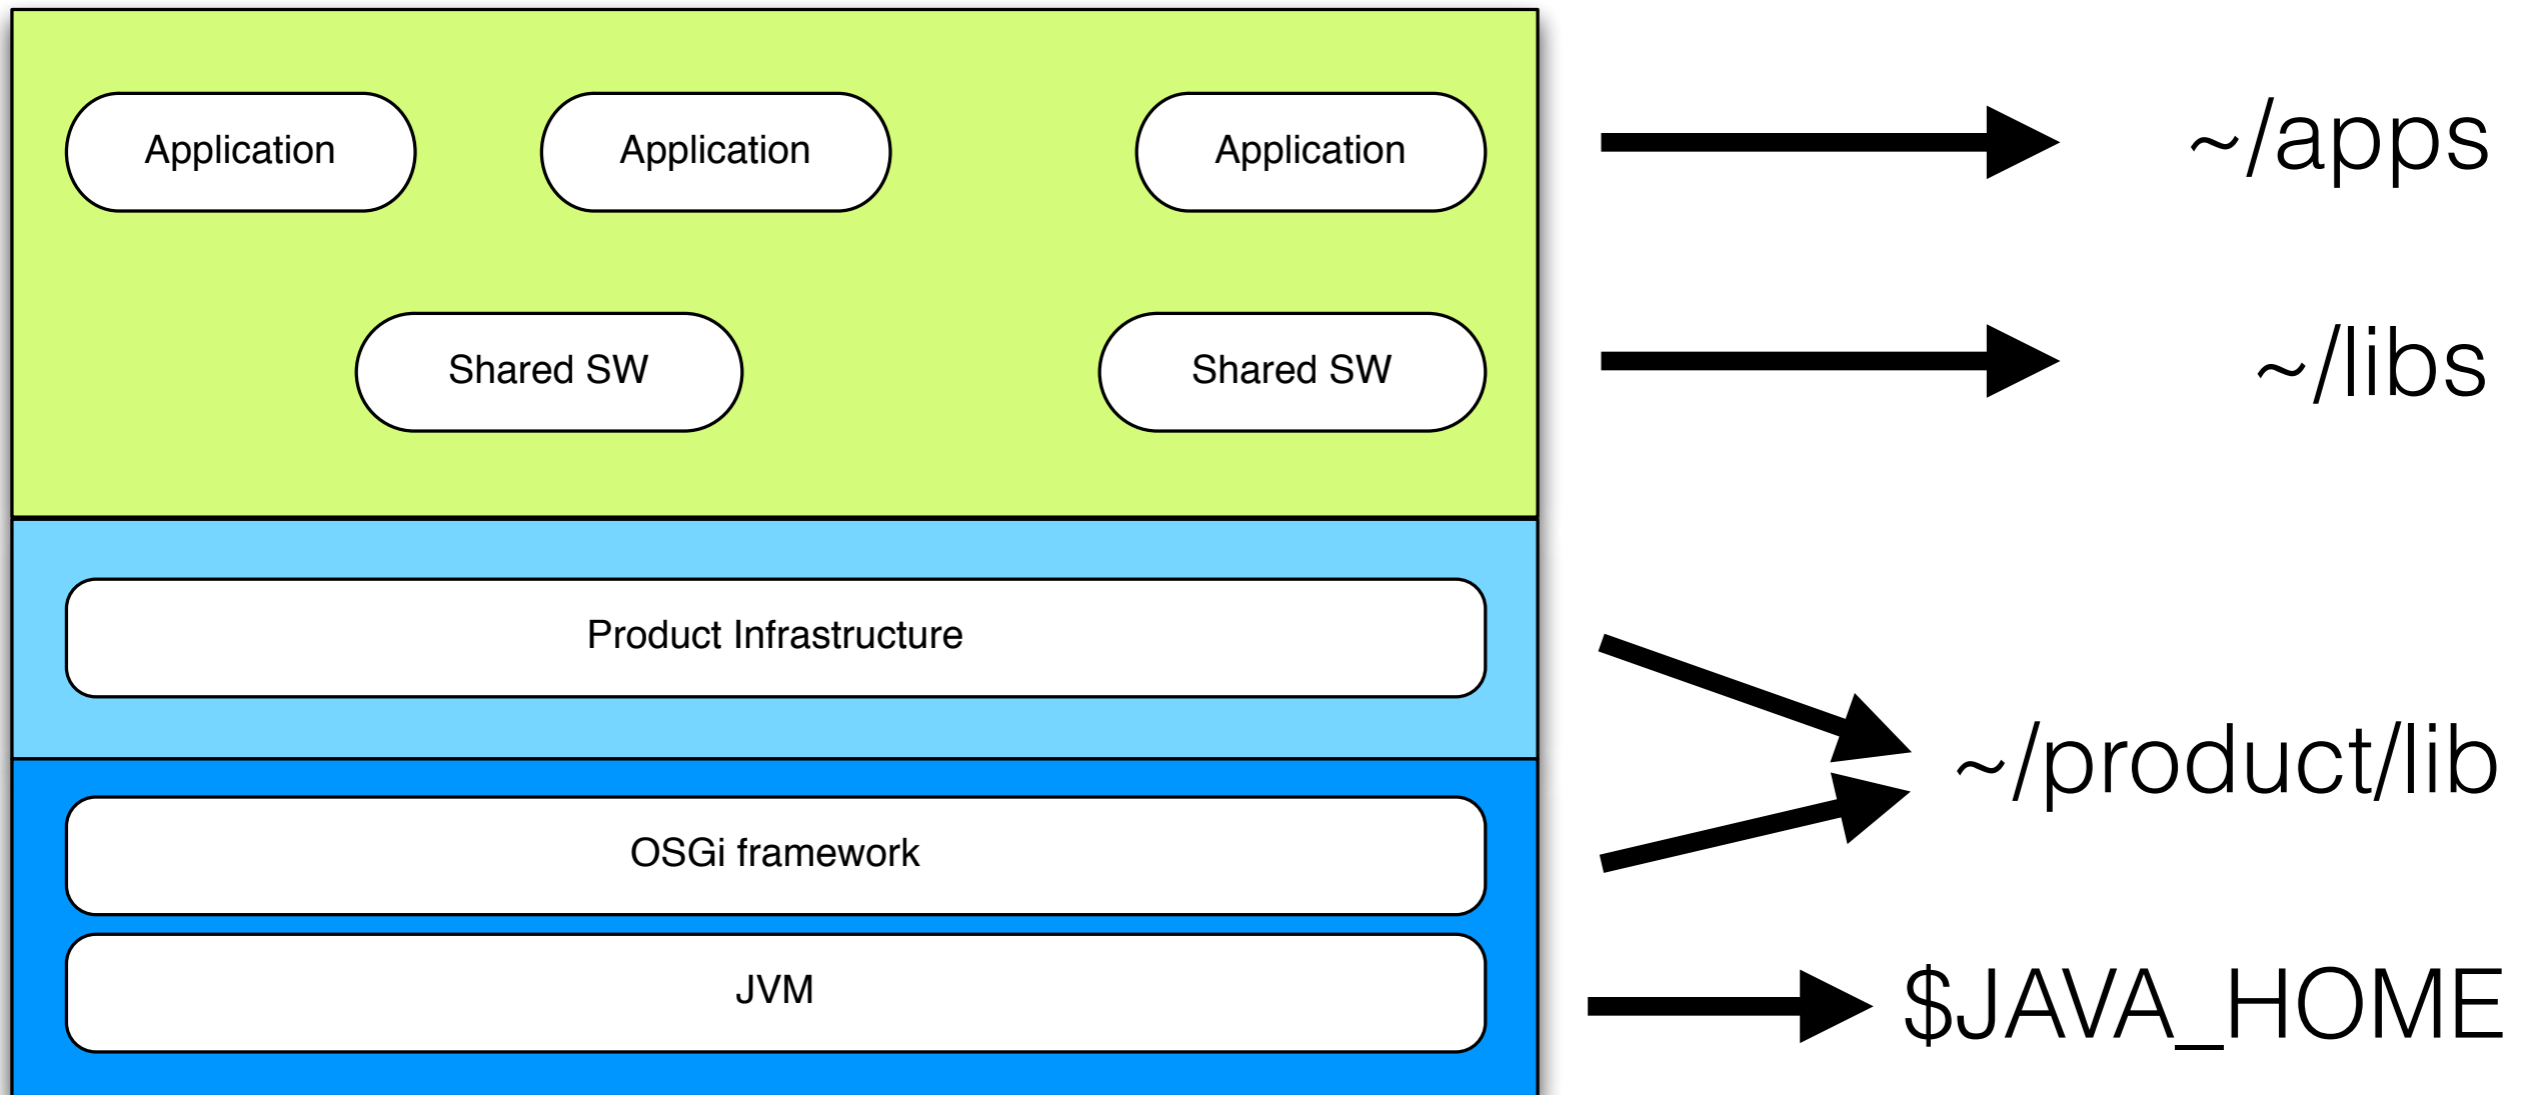 Application
Application
Application
~/apps
Shared SW
Shared SW
~/libs
Product Infrastructure
~/product/lib
OSGi framework
JVM
$JAVA_HOME